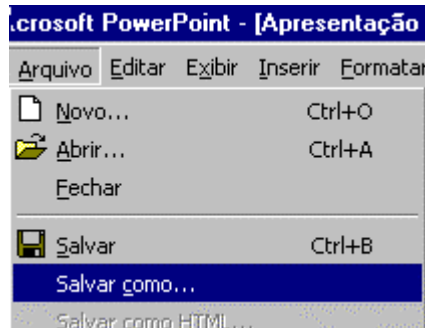 .crosoft PowerPoint - [Apresentação
Arquivo Editar Exibir Inserir Formatar
Novo... Ctrl+O
Abrir... Ctrl+A
Fechar
Salvar Ctrl+B
Salvar como...
Salvar como HTML...